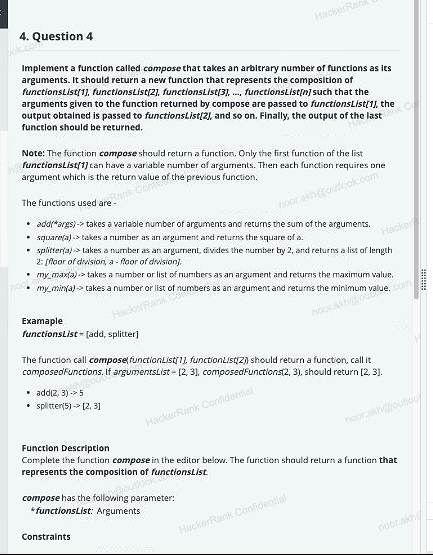 4. Question 4
Implement a function called compose that takes an arbitrary number of functions as its
arguments. It should return a new function that represents the composition of
functionsList[1], functionsList[2], functionsList[3], ..., functionsList[n] such that the
arguments given to the function returned by compose are passed to functionsList[1], the
output obtained is passed to functionsList[2], and so on. Finally, the output of the last
function should be returned.
Note: The function compose should return a function. Only the first function of the list
functionsList[1] can have a variable number of arguments. Then each function requires one
argument which is the return value of the previous function.
The functions used are -
• add(*args) -> takes a variable number of arguments and returns the sum of the arguments.
• square(a) -> takes a number as an argument and returns the square of a.
• splitter(a) -> takes a number as an argument, divides the number by 2, and returns a list of length
2: [floor of division, a - floor of division].
• my_max(a) -> takes a number or list of numbers as an argument and returns the maximum value.
• my_min(a) -> takes a number or list of numbers as an argument and returns the minimum value.
Examaple
functionsList = [add, splitter]
The function call compose(functionList[1], functionList[2]) should return a function, call it
composedFunctions. If argumentsList = [2, 3], composedFunctions(2, 3), should return [2, 3].
• add(2, 3) -> 5
• splitter(5) -> [2, 3]
HackerRank Confidential
Function Description
Complete the function compose in the editor below. The function should return a function that
represents the composition of functionsList.
compose has the following parameter:
*functionsList: Arguments
HackerRank Confidential
Constraints